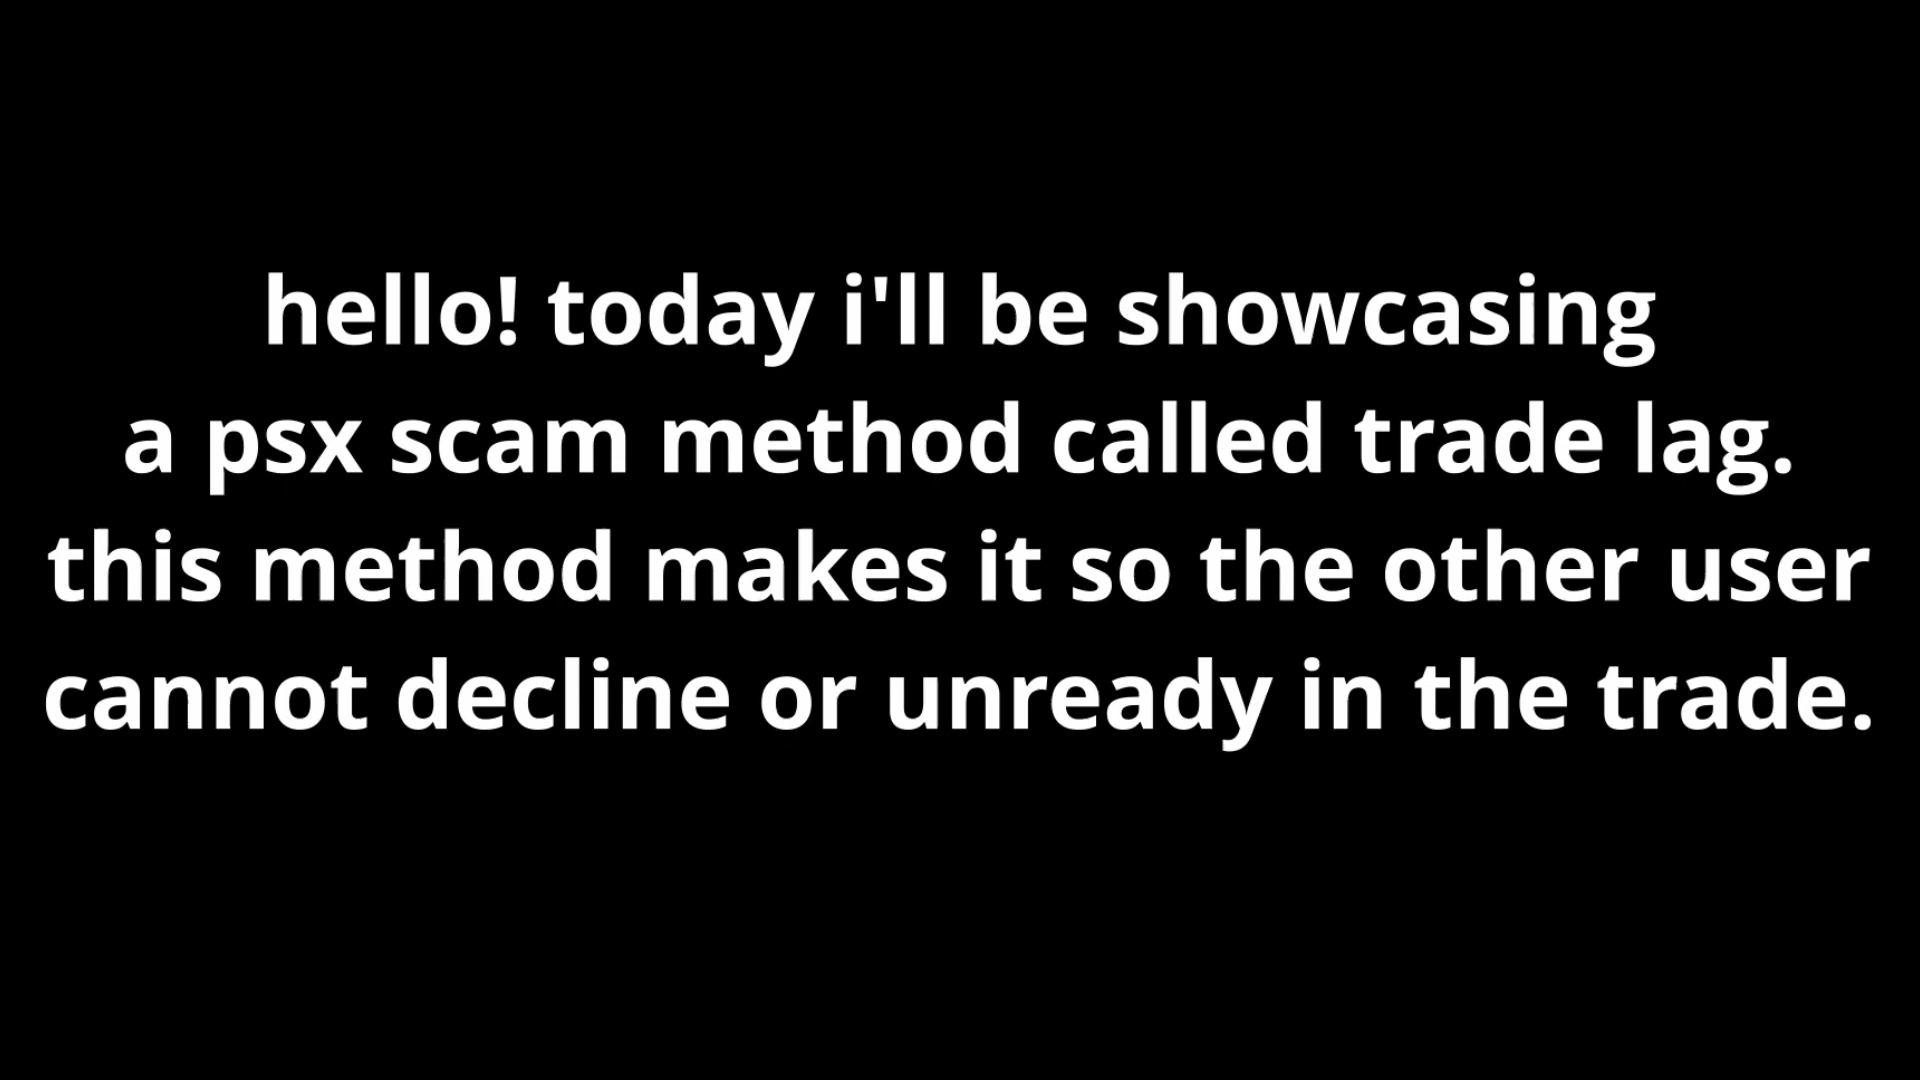 hello! today i'll be showcasing
a psx scam method called trade lag.
this method makes it so the other user
cannot decline or unready in the trade.